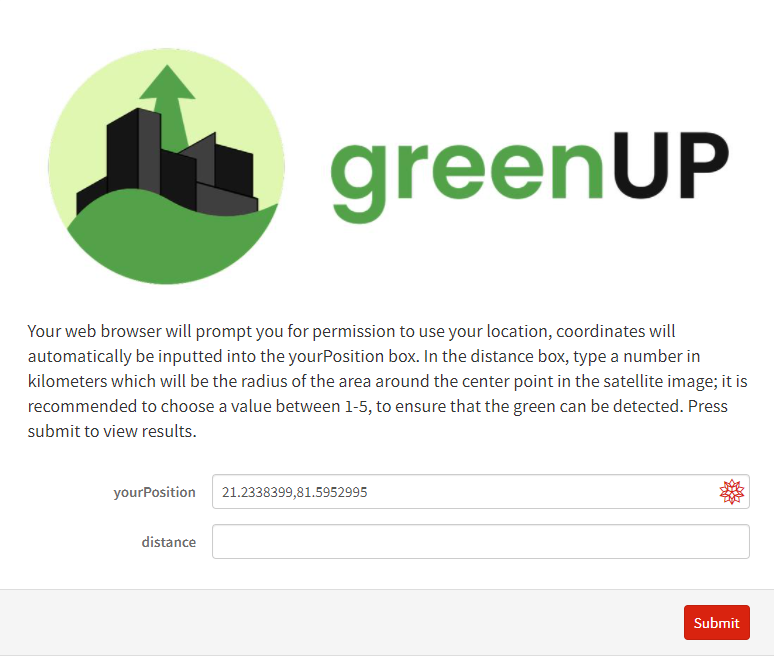 greenUP
Your web browser will prompt you for permission to use your location, coordinates will
automatically be inputted into the yourPosition box. In the distance box, type a number in
kilometers which will be the radius of the area around the center point in the satellite image; it is
recommended to choose a value between 1-5, to ensure that the green can be detected. Press
submit to view results.
yourPosition 21.2338399,81.5952995
distance
Submit